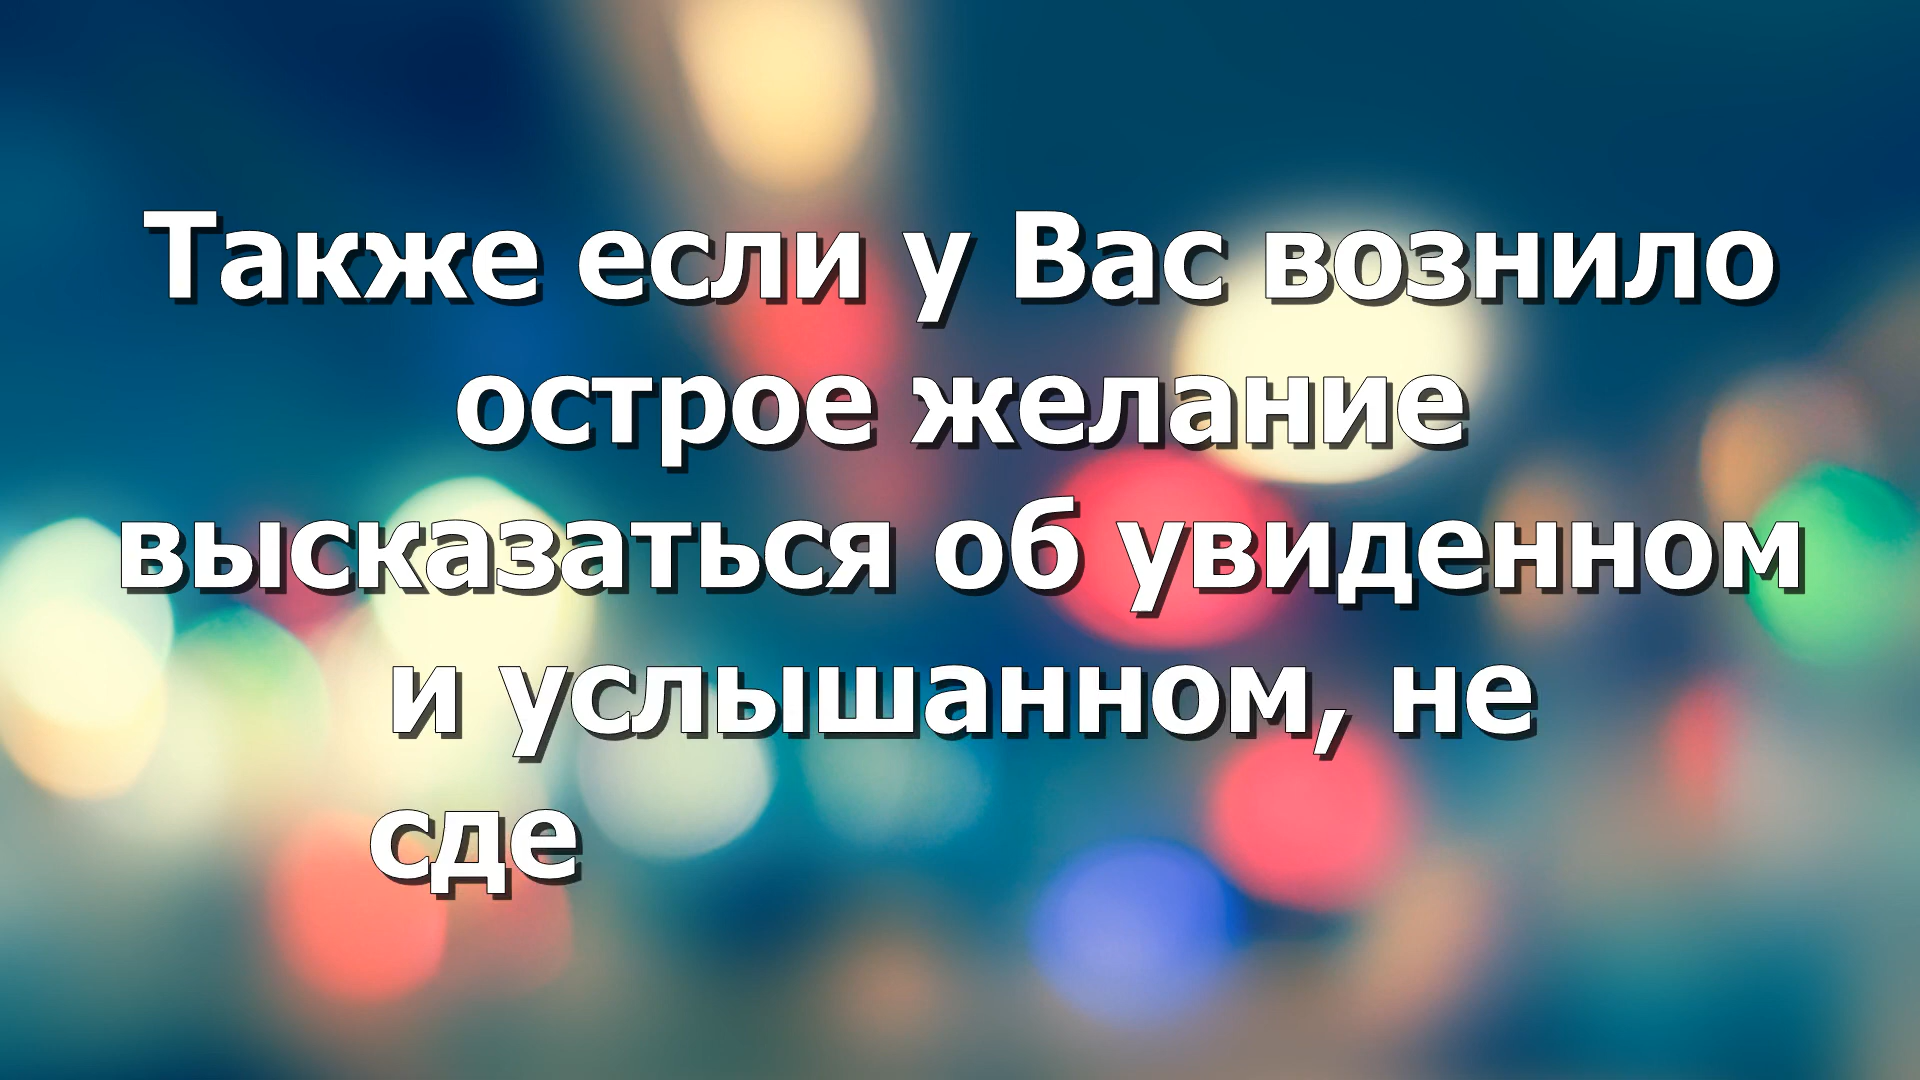 Также если у Вас вознило
острое желание
высказаться об увиденном
и услышанном, не
сде